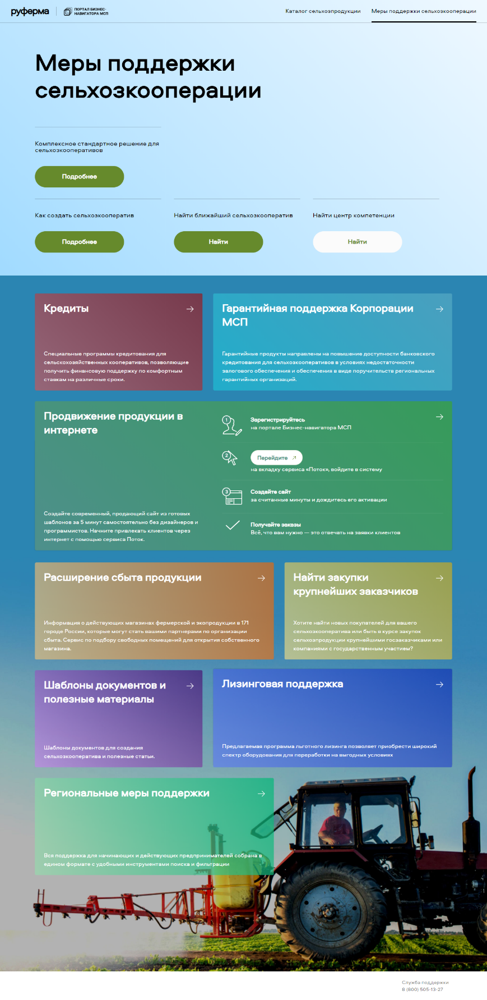 руферма
ПОРТАЛ БИЗНЕС-
НАВИГАТОРА МСП
Каталог сельхозпродукции
Меры поддержки сельхозкооперации
Меры поддержки
сельхозкооперации
Комплексное стандартное решение для
сельхозкооперативов
Подробнее
Как создать сельхозкооператив
Найти ближайший сельхозкооператив
Найти центр компетенции
Подробнее
Найти
Найти
Кредиты
Специальные программы кредитования для
сельскохозяйственных кооперативов, позволяющие
получить финансовую поддержку по комфортным
ставкам на различные сроки.
Гарантийная поддержка Корпорации
МСП
Гарантийные продукты направлены на повышение доступности банковского
кредитования для сельхозкооперативов в условиях недостаточности
залогового обеспечения и обеспечения в виде поручительств региональных
гарантийных организаций.
Продвижение продукции в
интернете
Создайте современный, продающий сайт из готовых
шаблонов за 5 минут самостоятельно без дизайнеров и
программистов. Начните привлекать клиентов через
интернет с помощью сервиса Поток.
1
Зарегистрируйтесь
на портале Бизнес-навигатора МСП
2
Перейдите
на вкладку сервиса «Поток», войдите в систему
3
Создайте сайт
за считанные минуты и дождитесь его активации
Получайте заказы
Всё, что вам нужно — это отвечать на заявки клиентов
Расширение сбыта продукции
Информация о действующих магазинах фермерской и экопродукции в 171
городе России, которые могут стать вашими партнерами по организации
сбыта. Сервис по подбору свободных помещений для открытия собственного
магазина.
Найти закупки
крупнейших заказчиков
Хотите найти новых покупателей для вашего
сельхозкооператива или быть в курсе закупок
сельхозпродукции крупнейшими госзаказчиками или
компаниями с государственным участием?
Шаблоны документов и
полезные материалы
Шаблоны документов для создания
сельхозкооператива и полезные статьи.
Лизинговая поддержка
Предлагаемая программа льготного лизинга позволяет приобрести широкий
спектр оборудования для переработки на выгодных условиях
Региональные меры поддержки
Вся поддержка для начинающих и действующих предпринимателей собрана в
едином формате с удобными инструментами поиска и фильтрации
Служба поддержки
8 (800) 505-13-27